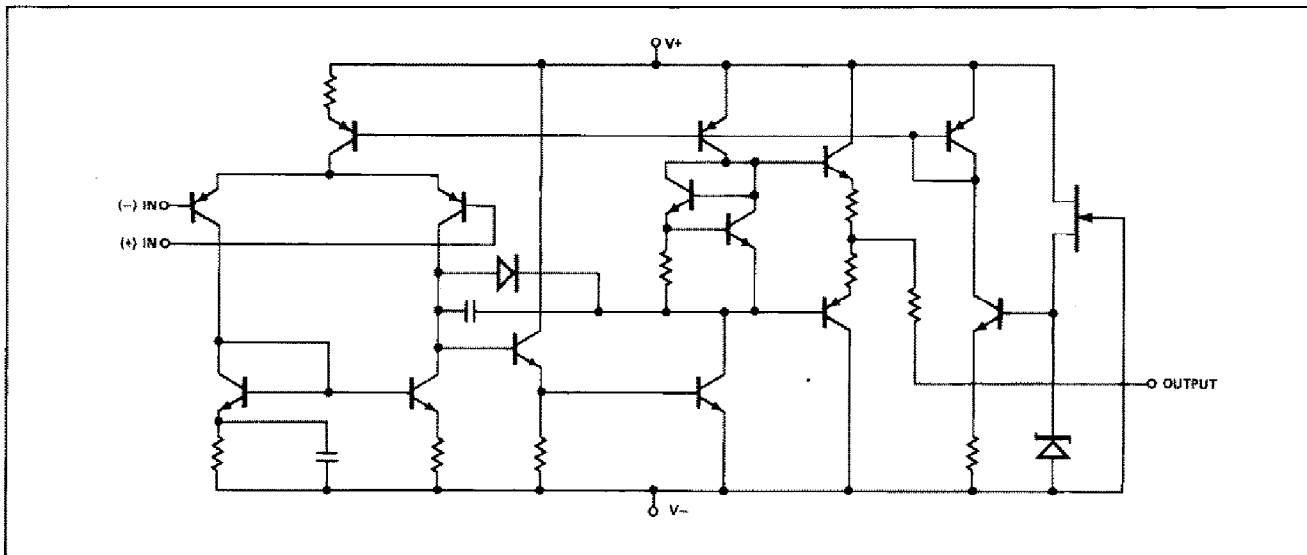 V+
(−) IN
(+) IN
OUTPUT
V−